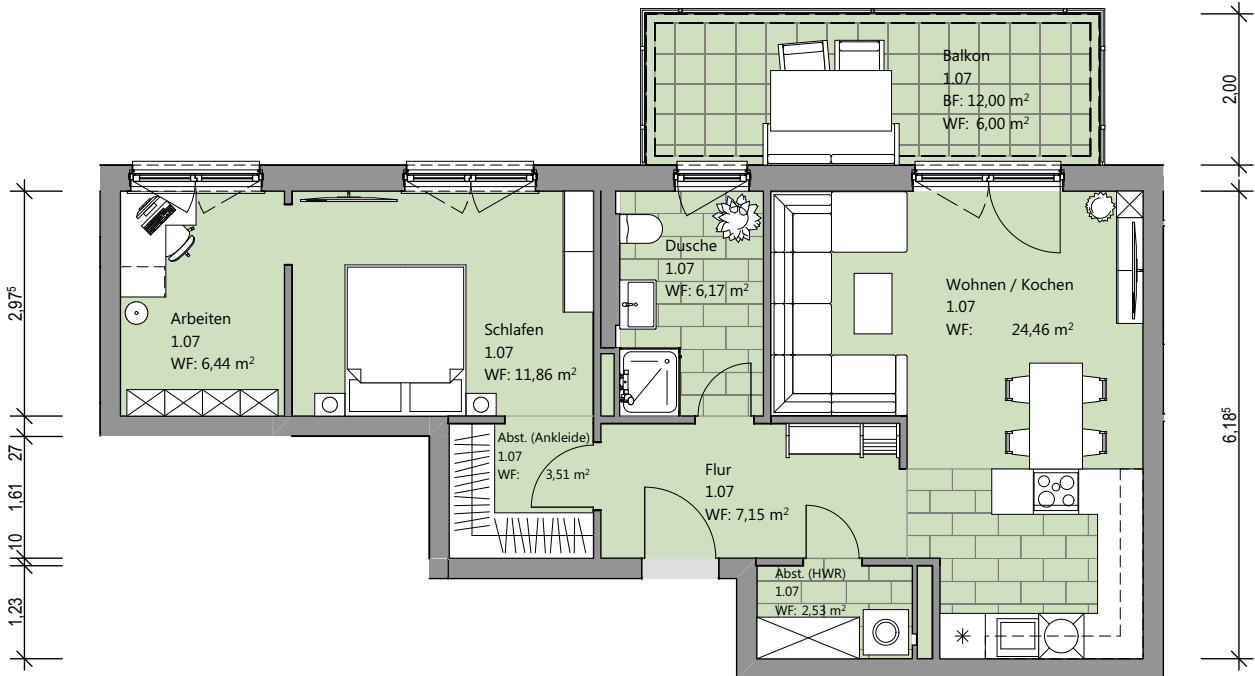 Balkon
1.07
BF: 12,00 m²
WF: 6,00 m²
2,00
Arbeiten
1.07
WF: 6,44 m²
Schlafen
1.07
WF: 11,86 m²
Dusche
1.07
WF: 6,17 m²
Wohnen / Kochen
1.07
WF: 24,46 m²
Abst. (Ankleide)
1.07
WF: 3,51 m²
Flur
1.07
WF: 7,15 m²
Abst. (HWR)
1.07
WF: 2,53 m²
2,97⁵
27
1,61
10
1,23
6,18⁵